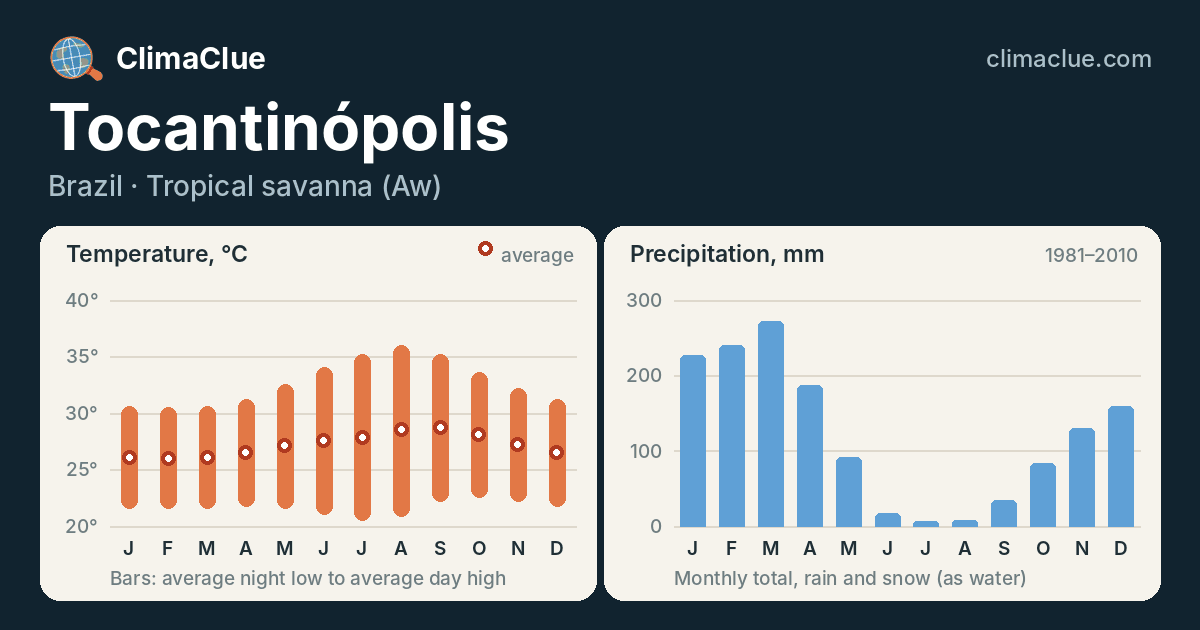 ClimaClue
climaclue.com
Tocantinópolis
Brazil · Tropical savanna (Aw)
Temperature, °C
average
40°
35°
30°
25°
20°
J F M A M J J A S O N D
Bars: average night low to average day high
Precipitation, mm
1981–2010
300
200
100
0
J F M A M J J A S O N D
Monthly total, rain and snow (as water)